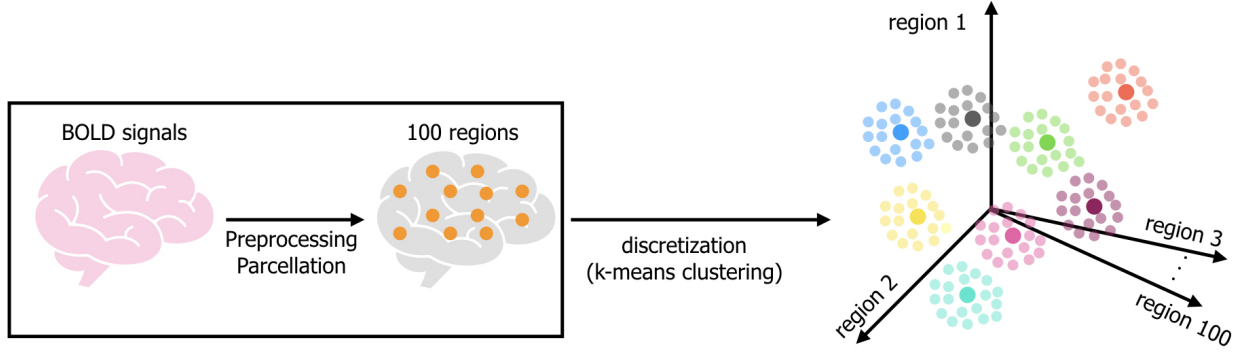 BOLD signals
Preprocessing
Parcellation
100 regions
discretization
(k-means clustering)
region 1
region 2
region 3
region 100